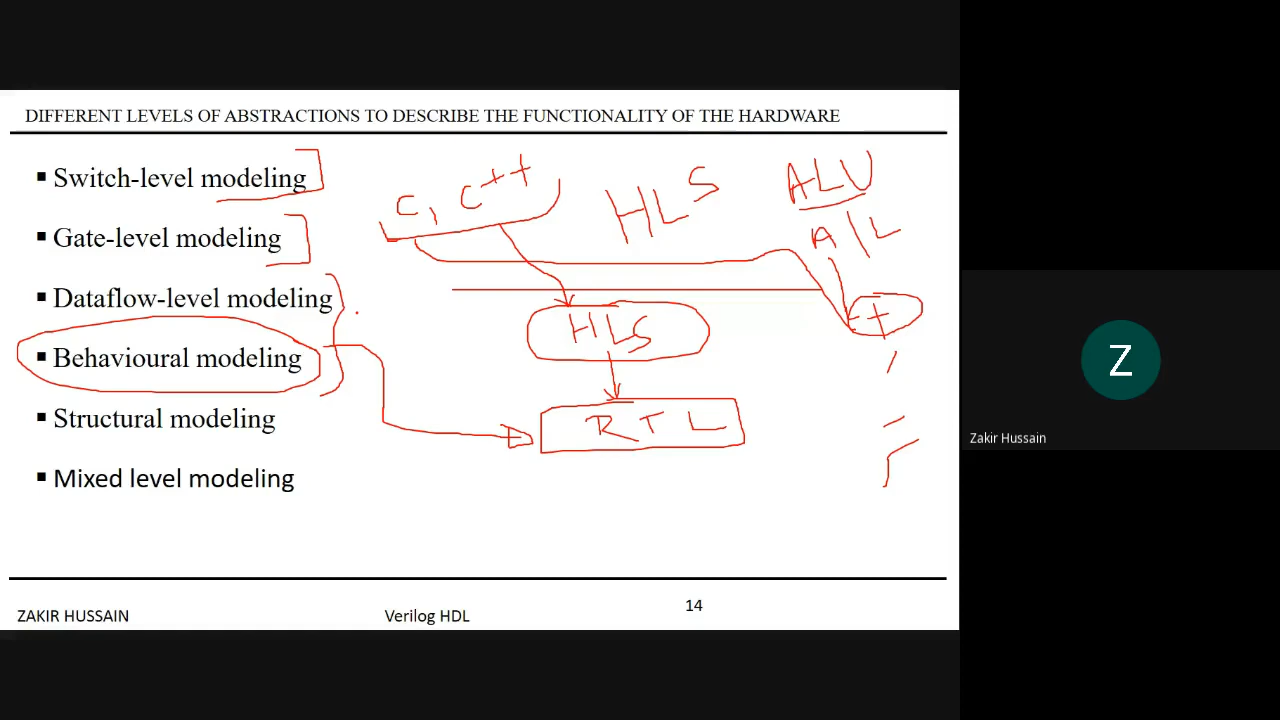 DIFFERENT LEVELS OF ABSTRACTIONS TO DESCRIBE THE FUNCTIONALITY OF THE HARDWARE
▪ Switch-level modeling
▪ Gate-level modeling
▪ Dataflow-level modeling
▪ Behavioural modeling
▪ Structural modeling
▪ Mixed level modeling
C, C++
HLS
ALU
HLS
+
RTL
ZAKIR HUSSAIN
Verilog HDL
14
Z
Zakir Hussain